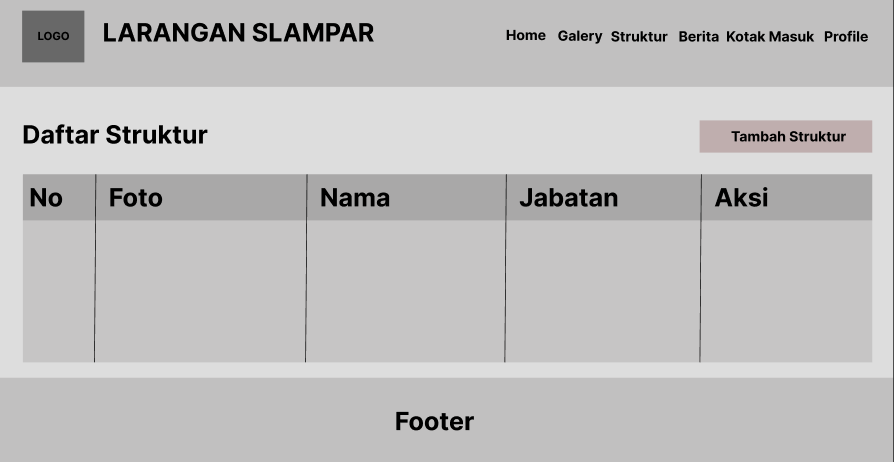 LOGO
LARANGAN SLAMPAR
Home Galery Struktur Berita Kotak Masuk Profile
Daftar Struktur
Tambah Struktur
No Foto Nama Jabatan Aksi
Footer